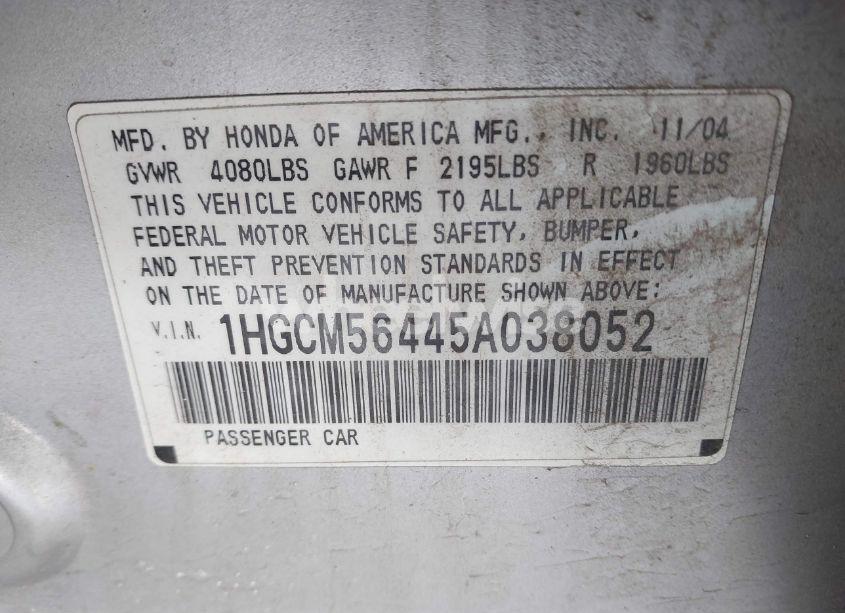 MFD. BY HONDA OF AMERICA MFG., INC. 11/04
GVWR 4080LBS GAWR F 2195LBS R 1960LBS
THIS VEHICLE CONFORMS TO ALL APPLICABLE
FEDERAL MOTOR VEHICLE SAFETY, BUMPER,
AND THEFT PREVENTION STANDARDS IN EFFECT
ON THE DATE OF MANUFACTURE SHOWN ABOVE:
V.I.N. 1HGCM56445A038052
PASSENGER CAR